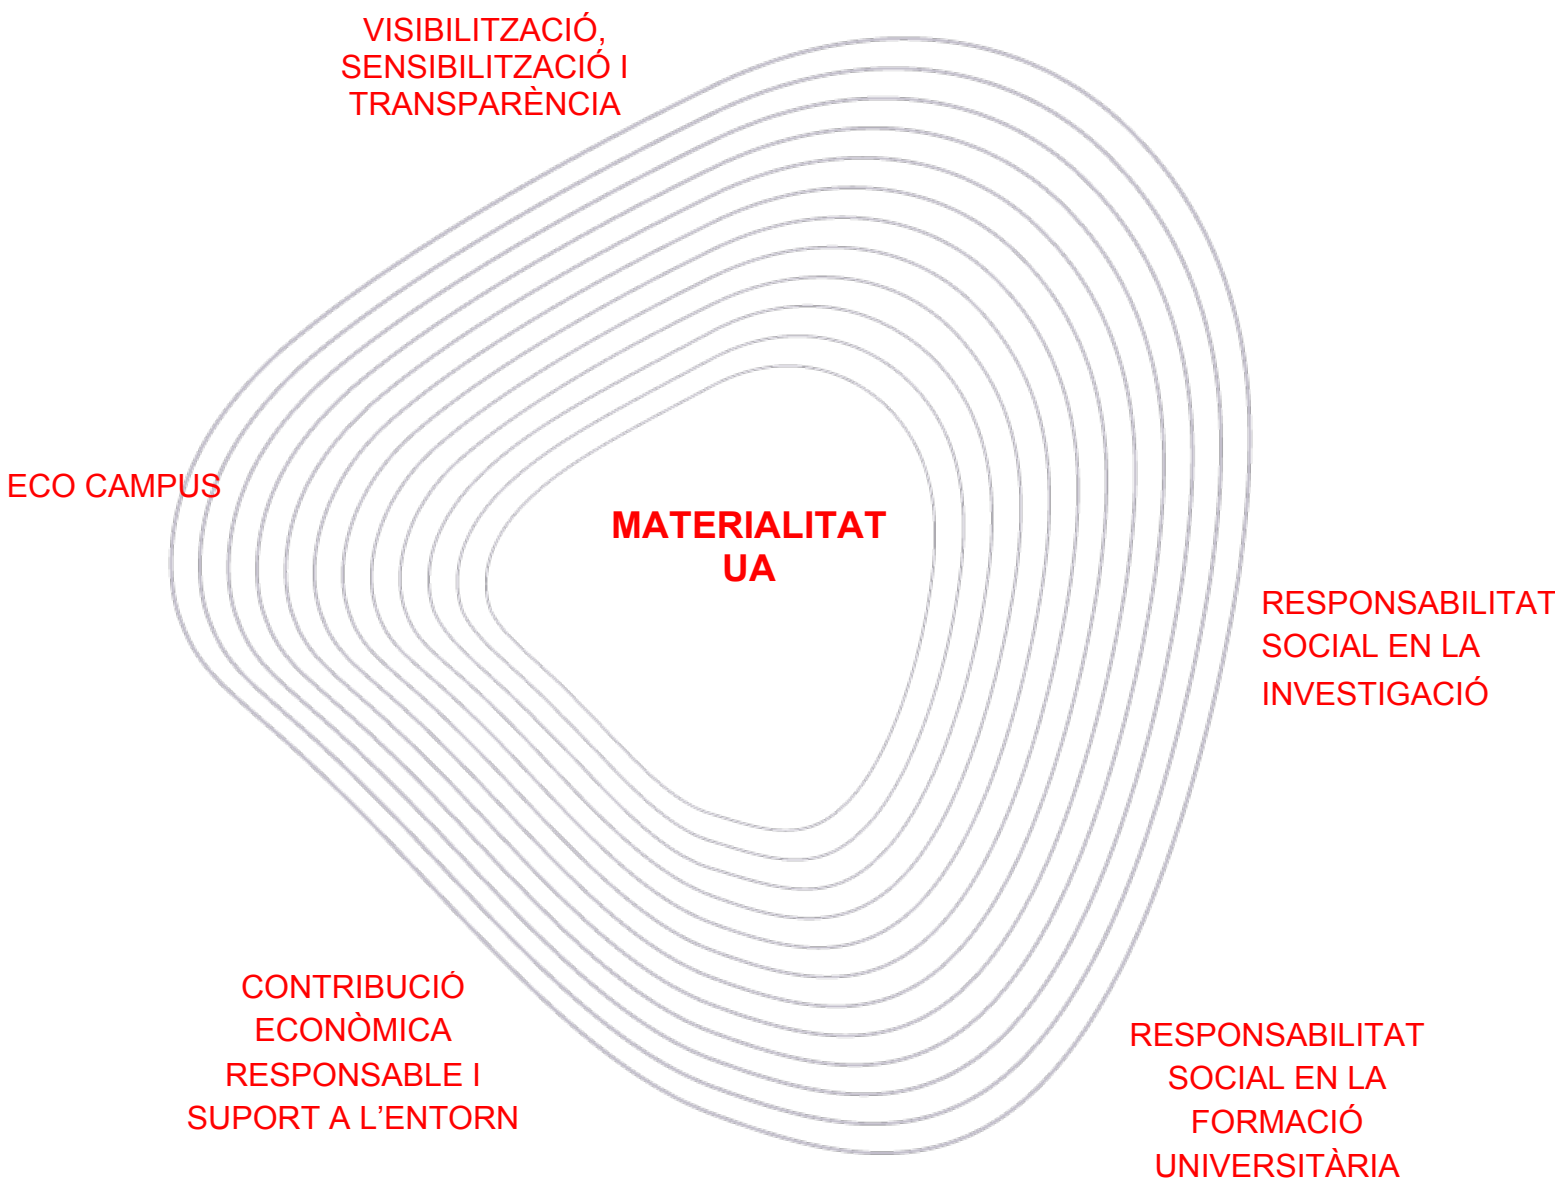 VISIBILITZACIÓ,
SENSIBILITZACIÓ I
TRANSPARÈNCIA
ECO CAMPUS
MATERIALITAT
UA
RESPONSABILITAT
SOCIAL EN LA
INVESTIGACIÓ
CONTRIBUCIÓ
ECONÒMICA
RESPONSABLE I
SUPORT A L’ENTORN
RESPONSABILITAT
SOCIAL EN LA
FORMACIÓ
UNIVERSITÀRIA